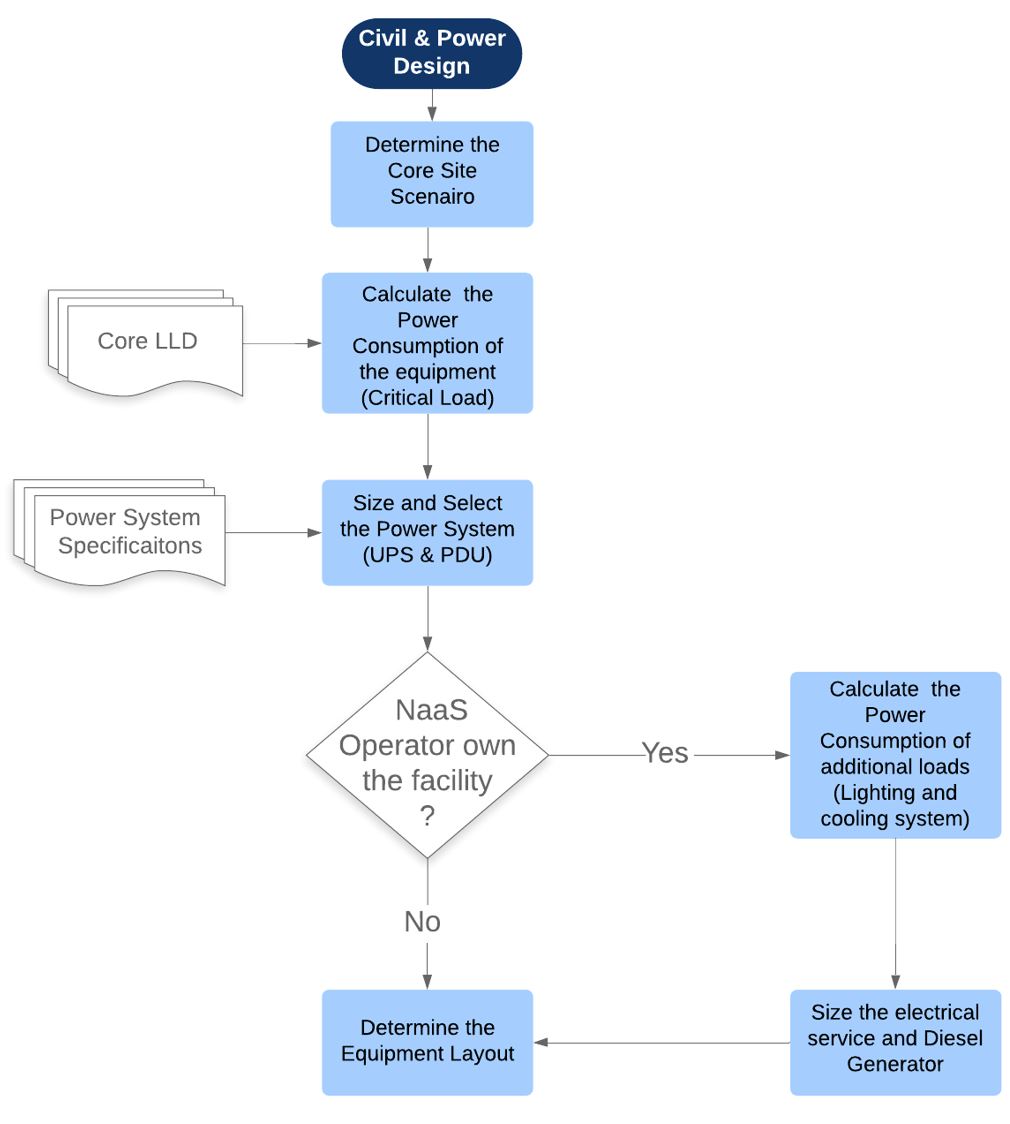 Civil & Power
Design
Determine the
Core Site
Scenairo
Core LLD
Calculate  the
Power
Consumption of
the equipment
(Critical Load)
Power System
Specificaitons
Size and Select
the Power System
(UPS & PDU)
NaaS
Operator own
the facility
?
Yes
Calculate  the
Power
Consumption of
additional loads
(Lighting and
cooling system)
No
Determine the
Equipment Layout
Size the electrical
service and Diesel
Generator